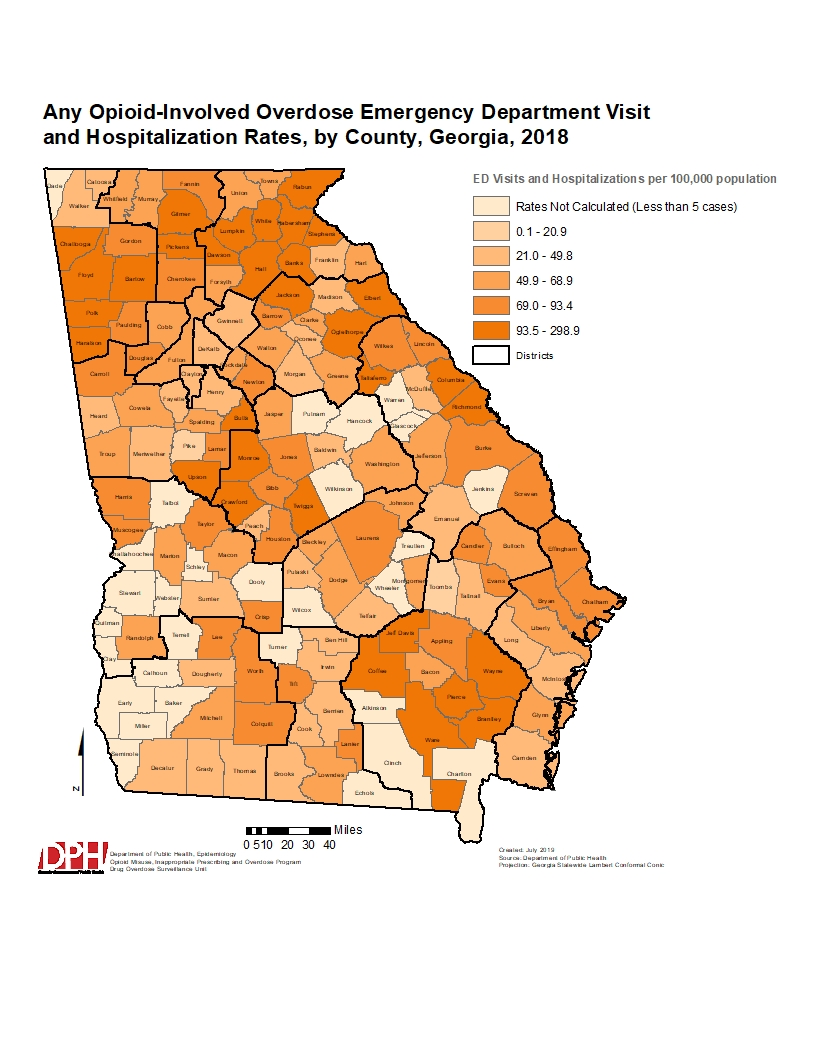 Any Opioid-Involved Overdose Emergency Department Visit
and Hospitalization Rates, by County, Georgia, 2018
ED Visits and Hospitalizations per 100,000 population
Rates Not Calculated (Less than 5 cases)
0.1 - 20.9
21.0 - 49.8
49.9 - 68.9
69.0 - 93.4
93.5 - 298.9
Districts
Dade
Catoosa
Whitfield
Murray
Fannin
Union
Towns
Rabun
Walker
Gilmer
Lumpkin
White
Habersham
Stephens
Chattooga
Gordon
Pickens
Dawson
Banks
Franklin
Hart
Floyd
Bartow
Cherokee
Forsyth
Hall
Jackson
Madison
Elbert
Polk
Paulding
Cobb
Gwinnell
Barrow
Clarke
Oconee
Oglethorpe
Wilkes
Lincoln
Haralson
Douglas
Fulton
DeKalb
Walton
Carroll
Clayton
Rockdale
Newton
Morgan
Greene
Taliaferro
McDuffie
Columbia
Richmond
Warren
Glascock
Heard
Coweta
Fayette
Henry
Spalding
Butts
Jasper
Putnam
Hancock
Troup
Meriwether
Pike
Lamar
Monroe
Jones
Baldwin
Washington
Jefferson
Burke
Upson
Crawford
Bibb
Twiggs
Wilkinson
Johnson
Jenkins
Screven
Harris
Talbot
Taylor
Peach
Houston
Bleckley
Laurens
Emanuel
Muscogee
hattahoochee
Marion
Macon
Schley
Pulaski
Dodge
Treutlen
Candler
Bulloch
Effingham
Stewart
Webster
Sumter
Dooly
Wilcox
Wheeler
Montgomery
Toombs
Tattnall
Evans
Bryan
Chatham
Quitman
Randolph
Terrell
Lee
Crisp
Turner
Ben Hill
Telfair
Jeff Davis
Appling
Long
Liberty
Clay
Calhoun
Dougherty
Worth
Tift
Irwin
Coffee
Bacon
Wayne
McIntosh
Early
Baker
Mitchell
Colquitt
Berrien
Atkinson
Pierce
Brantley
Glynn
Miller
Cook
Lanier
Ware
Seminole
Decatur
Grady
Thomas
Brooks
Lowndes
Clinch
Charlton
Camden
Echols
N
Miles
0 5 10 20 30 40
DPH
Department of Public Health, Epidemiology
Opioid Misuse, Inappropriate Prescribing and Overdose Program
Drug Overdose Surveillance Unit
Created: July 2019
Source: Department of Public Health
Projection: Georgia Statewide Lambert Conformal Conic